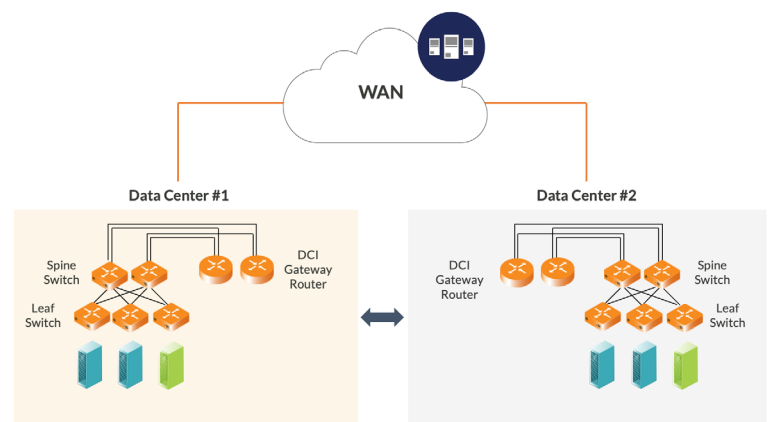 WAN
Data Center #1
Data Center #2
Spine
Switch
DCI
Gateway
Router
Leaf
Switch
DCI
Gateway
Router
Spine
Switch
Leaf
Switch